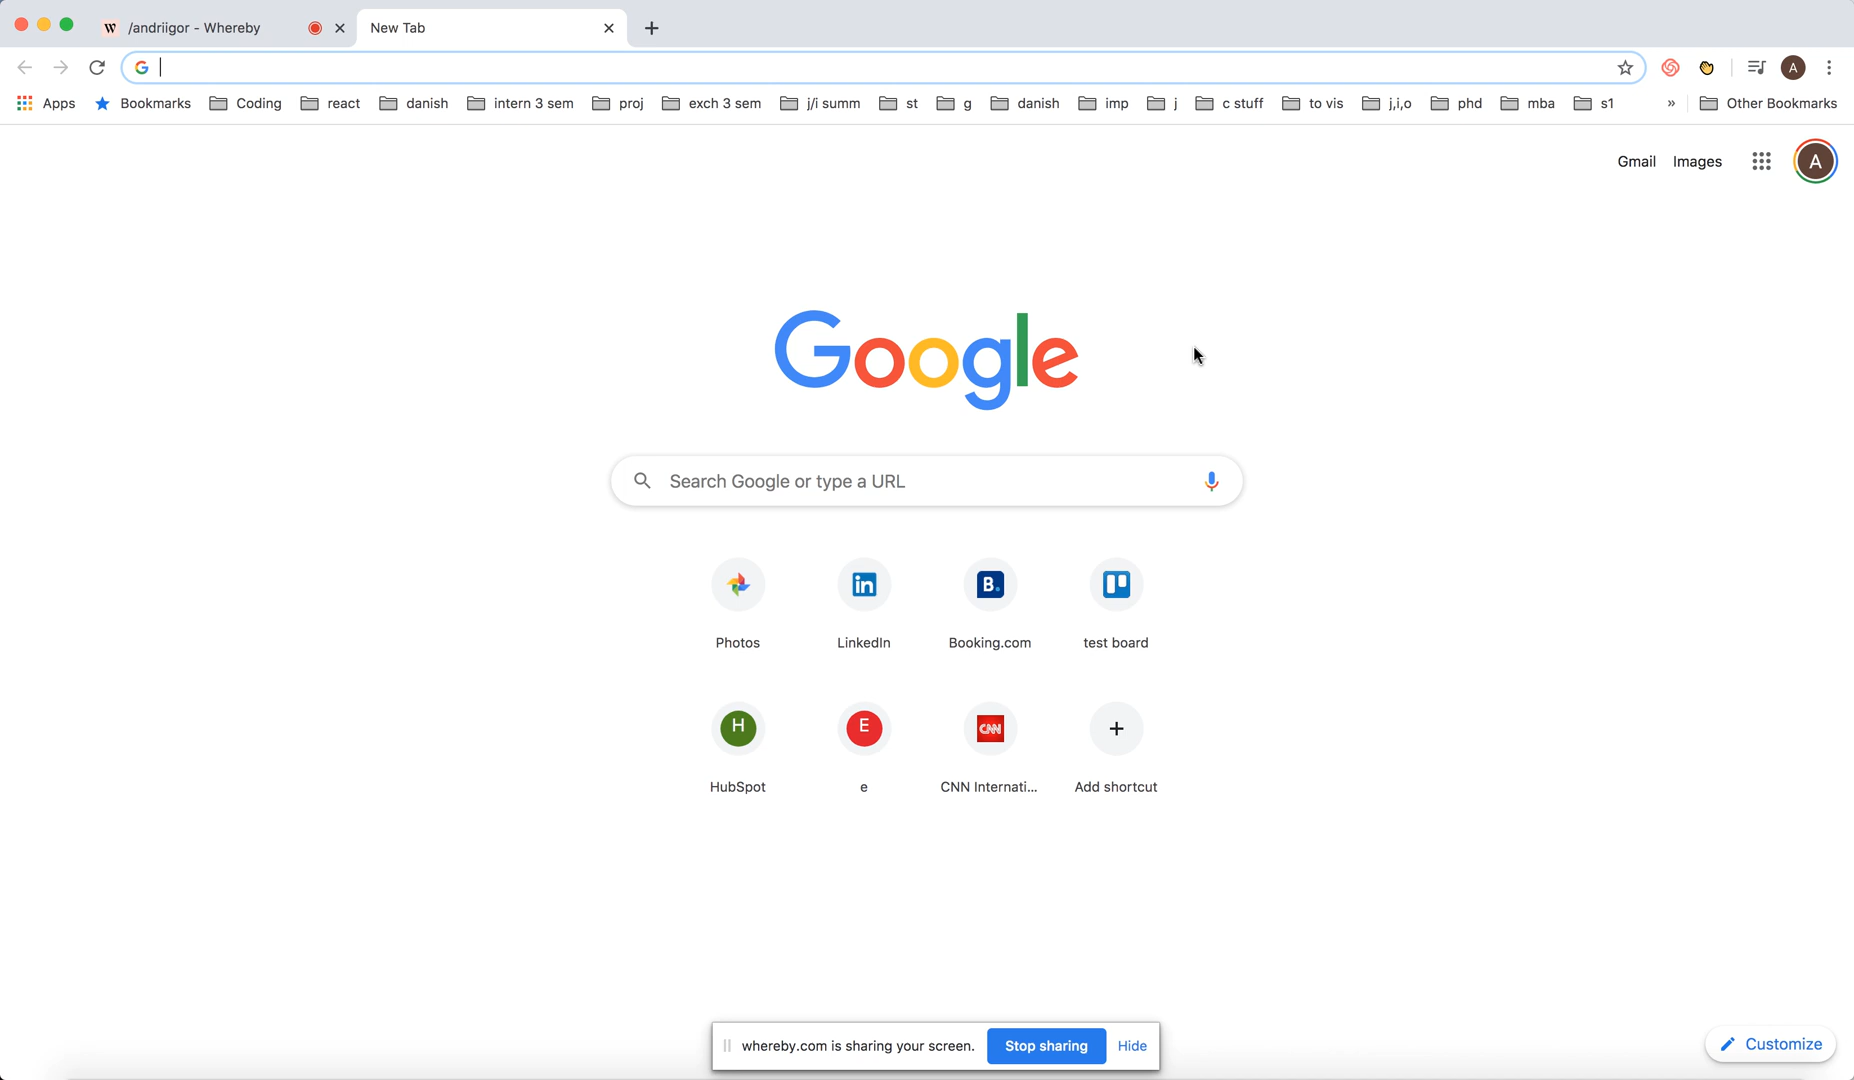 W /andriigor - Whereby
New Tab
Apps Bookmarks Coding react danish intern 3 sem proj exch 3 sem j/i summ st g danish imp j c stuff to vis j,i,o phd mba s1 » Other Bookmarks
A
Gmail Images A
Google
Search Google or type a URL
in B.
Photos LinkedIn Booking.com test board
H E CNN
HubSpot e CNN Internati... Add shortcut
whereby.com is sharing your screen. Stop sharing Hide
Customize